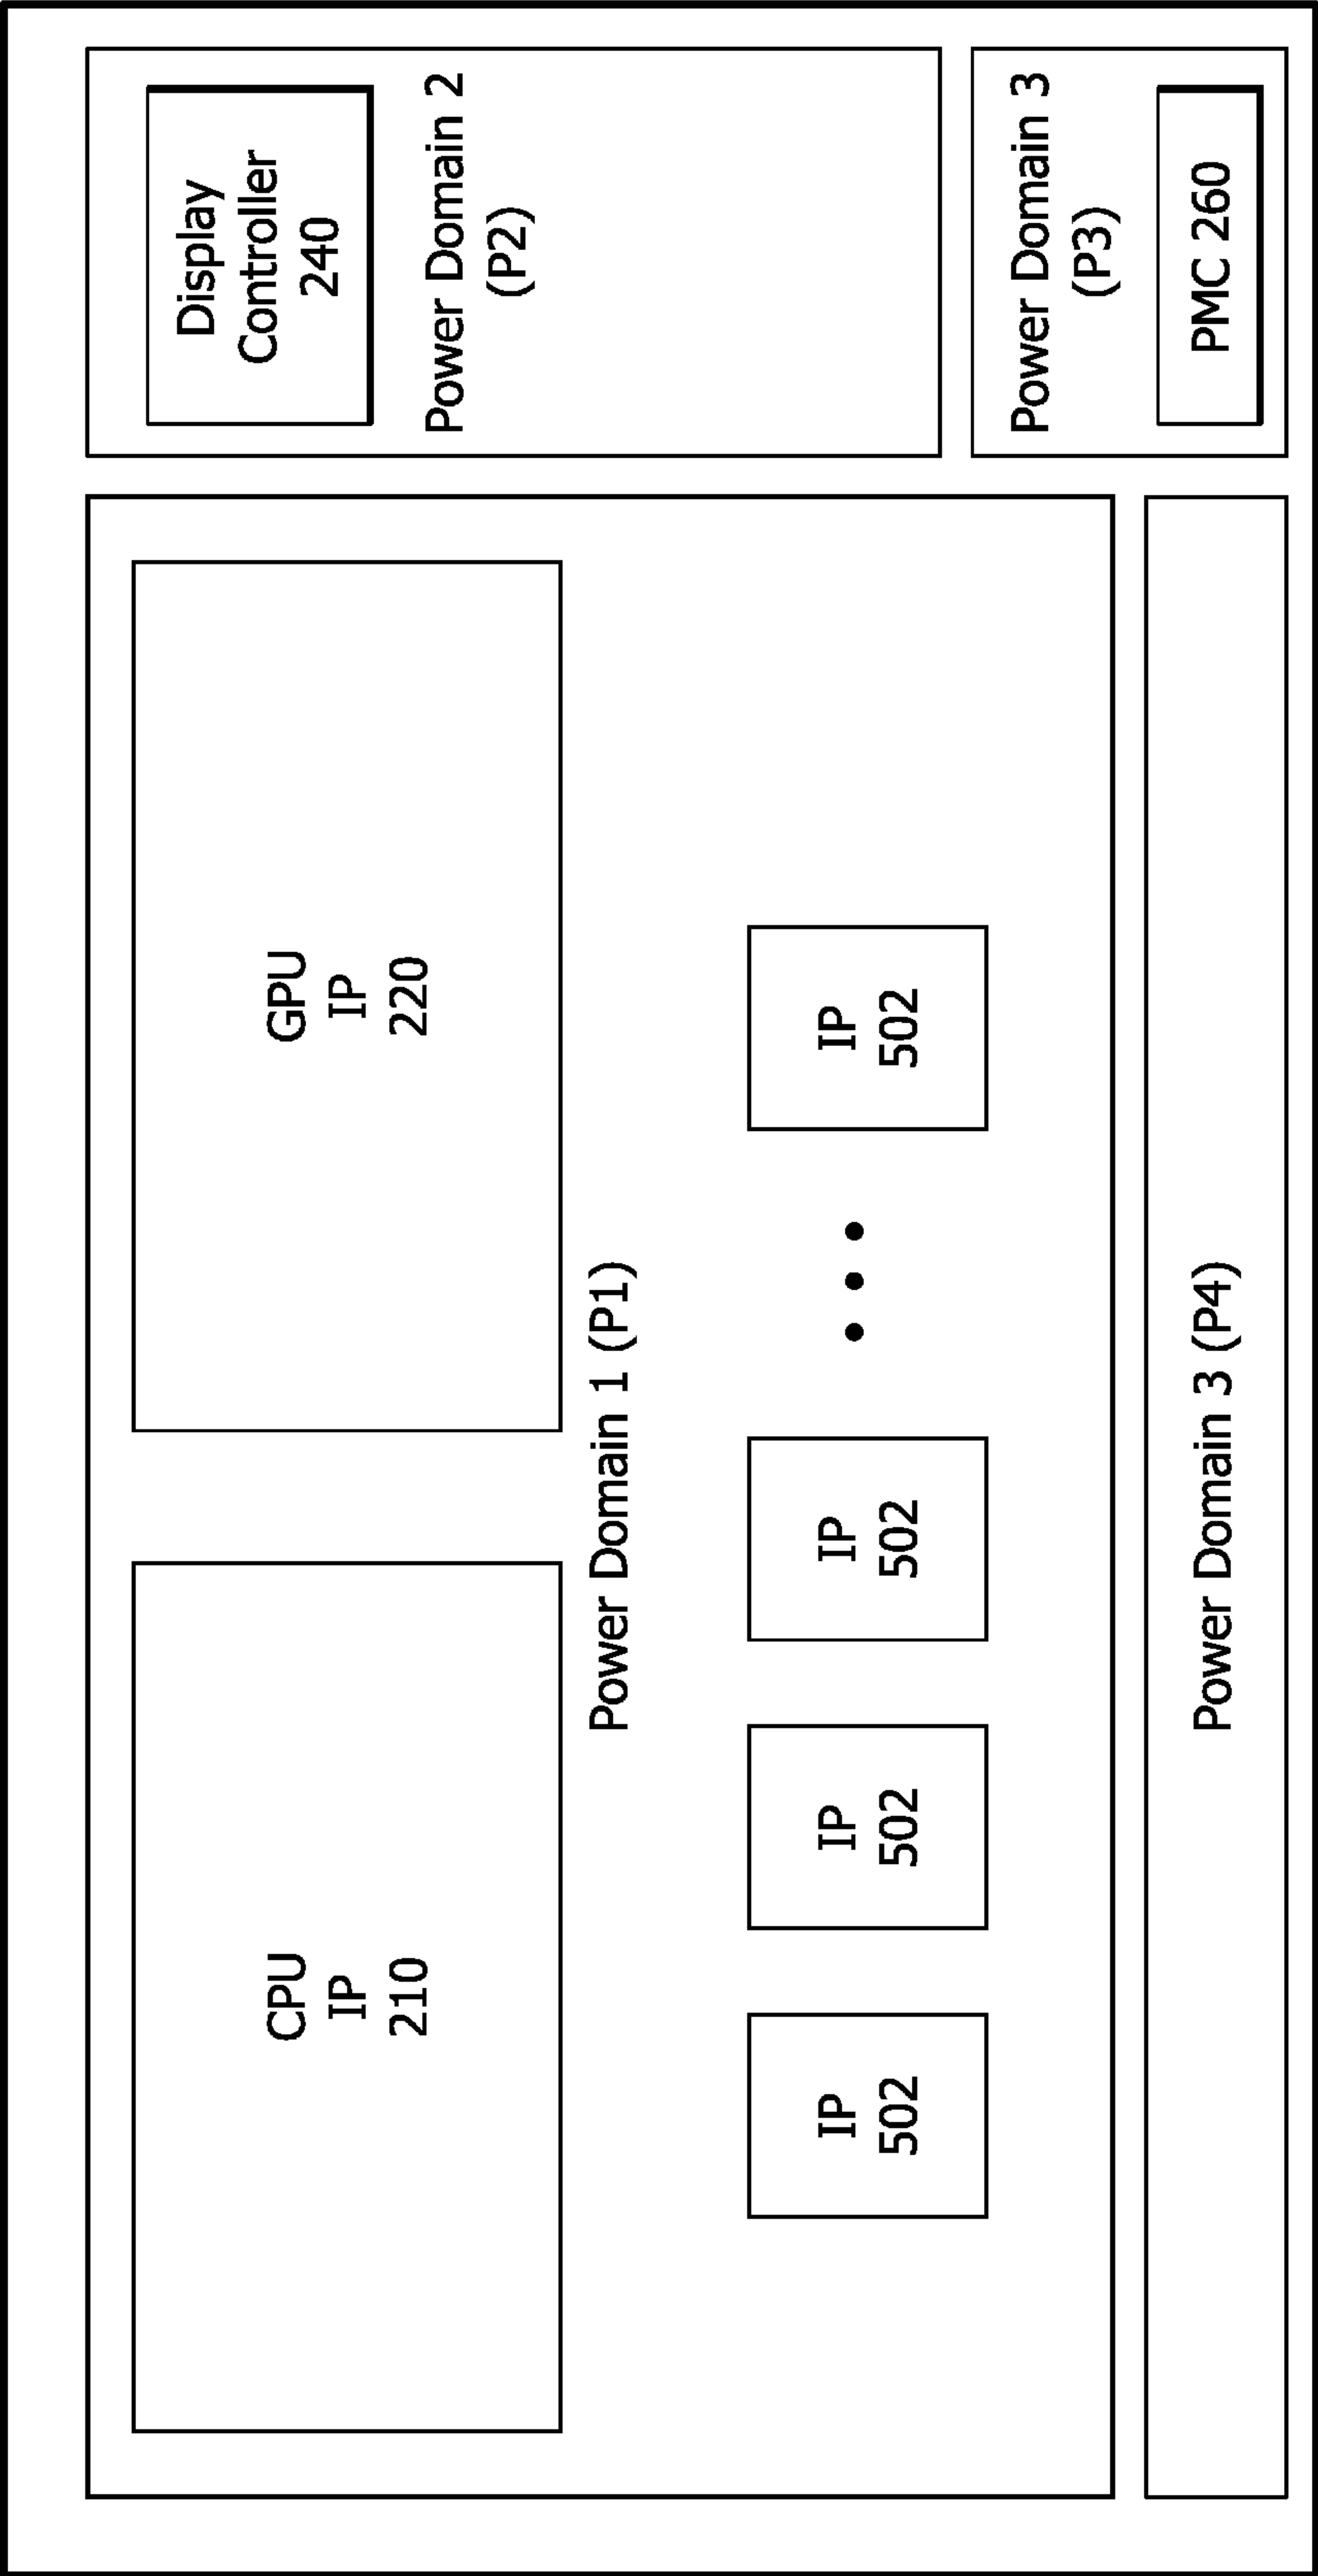 CPU
IP
210
GPU
IP
220
Display
Controller
240
Power Domain 2
(P2)
Power Domain 1 (P1)
IP
502
IP
502
IP
502
IP
502
Power Domain 3
(P3)
PMC 260
Power Domain 3 (P4)